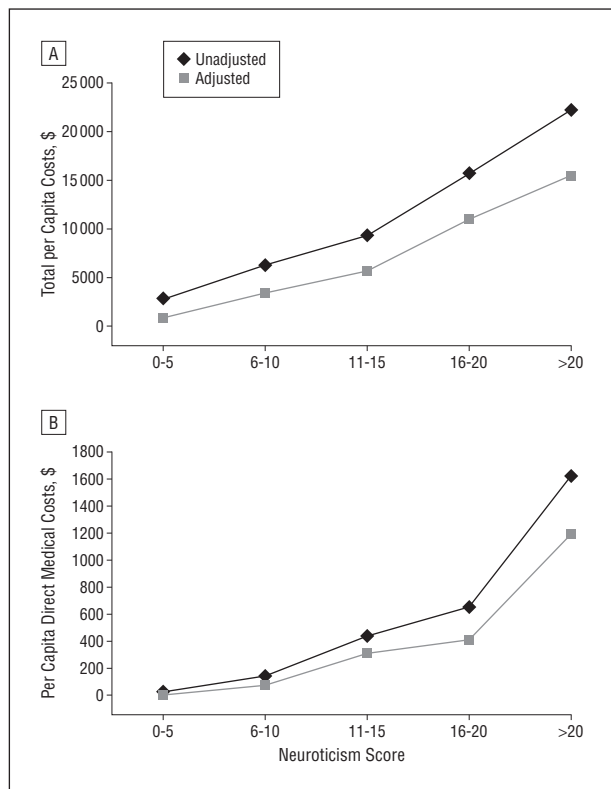 A
Unadjusted
Adjusted
Total per Capita Costs, $
25 000
20 000
15 000
10 000
5000
0
0-5 6-10 11-15 16-20 >20
B
Per Capita Direct Medical Costs, $
1800
1600
1400
1200
1000
800
600
400
200
0
0-5 6-10 11-15 16-20 >20
Neuroticism Score